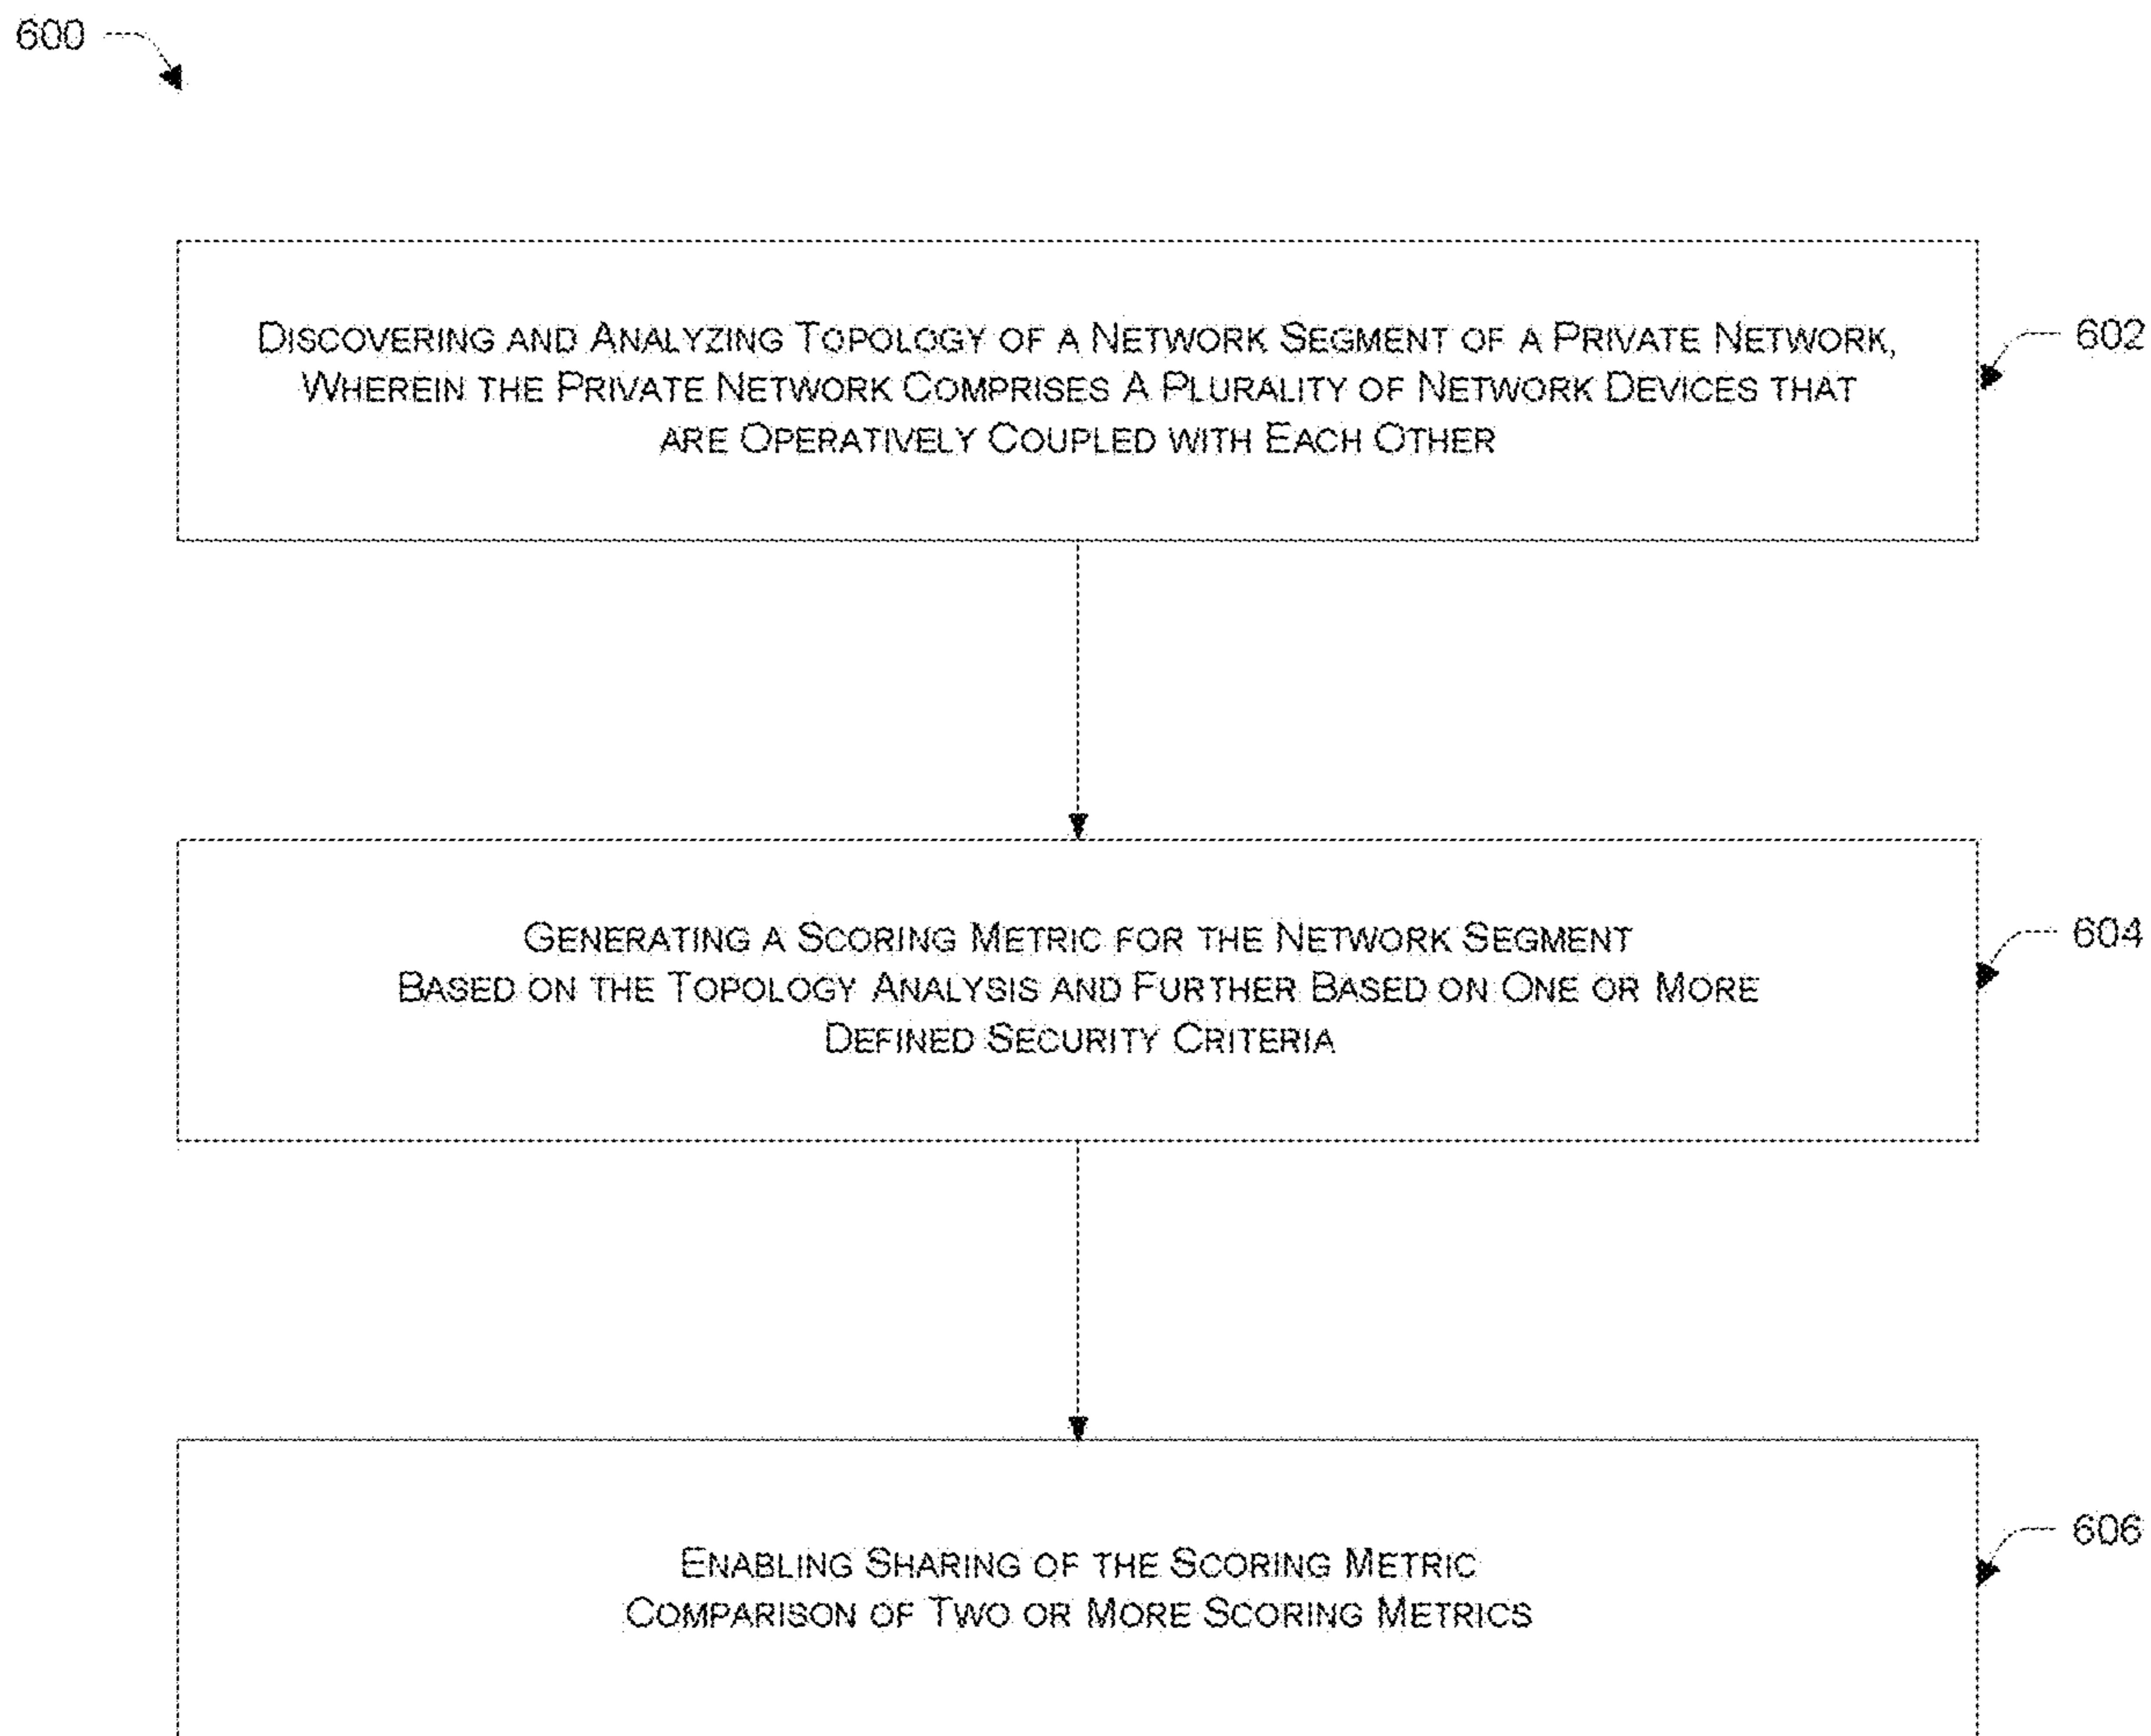 600
DISCOVERING AND ANALYZING TOPOLOGY OF A NETWORK SEGMENT OF A PRIVATE NETWORK,
WHEREIN THE PRIVATE NETWORK COMPRISES A PLURALITY OF NETWORK DEVICES THAT
ARE OPERATIVELY COUPLED WITH EACH OTHER
602
GENERATING A SCORING METRIC FOR THE NETWORK SEGMENT
BASED ON THE TOPOLOGY ANALYSIS AND FURTHER BASED ON ONE OR MORE
DEFINED SECURITY CRITERIA
604
ENABLING SHARING OF THE SCORING METRIC
COMPARISON OF TWO OR MORE SCORING METRICS
606